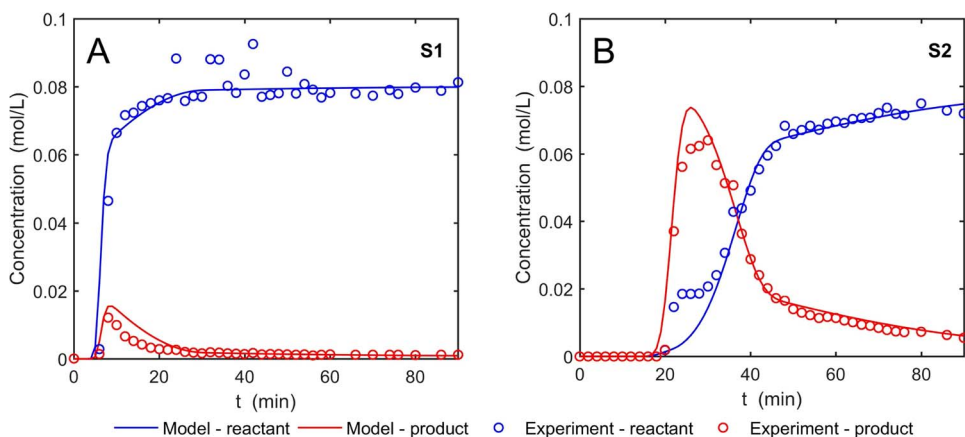 A
S1
Concentration (mol/L)
0.1
0.08
0.06
0.04
0.02
0
0 20 40 60 80
t (min)
B
S2
Concentration (mol/L)
0.1
0.08
0.06
0.04
0.02
0
0 20 40 60 80
t (min)
Model - reactant Model - product Experiment - reactant Experiment - product